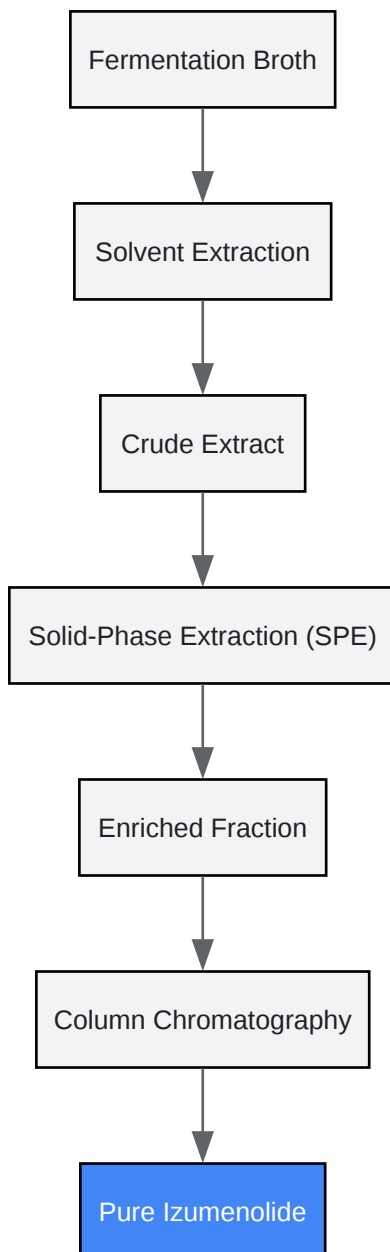 Fermentation Broth
Solvent Extraction
Crude Extract
Solid-Phase Extraction (SPE)
Enriched Fraction
Column Chromatography
Pure Izumenolide